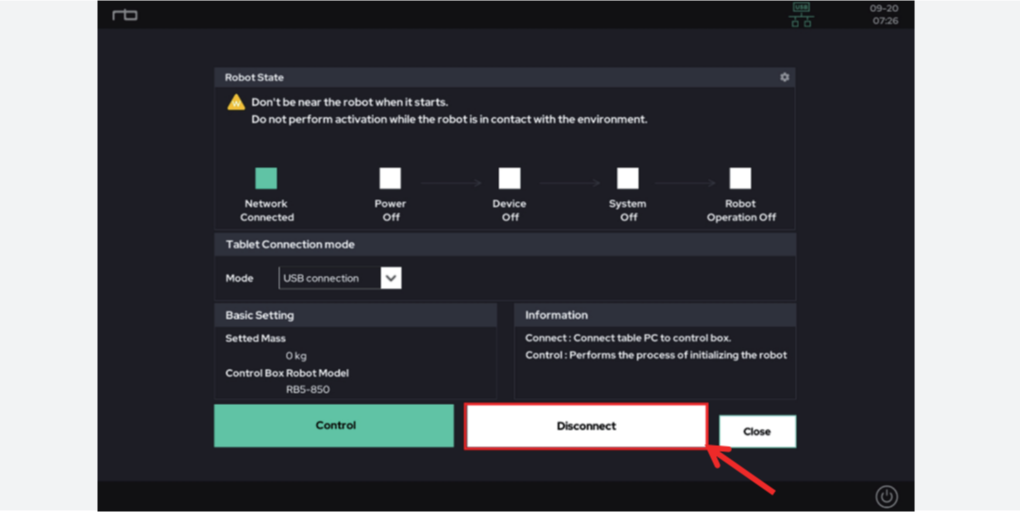 rb
USB
09-20
07:26
Robot State
Don't be near the robot when it starts.
Do not perform activation while the robot is in contact with the environment.
Network
Connected
Power
Off
Device
Off
System
Off
Robot
Operation Off
Tablet Connection mode
Mode
USB connection
Basic Setting
Setted Mass
0 kg
Control Box Robot Model
RB5-850
Information
Connect : Connect table PC to control box.
Control : Performs the process of initializing the robot
Control
Disconnect
Close